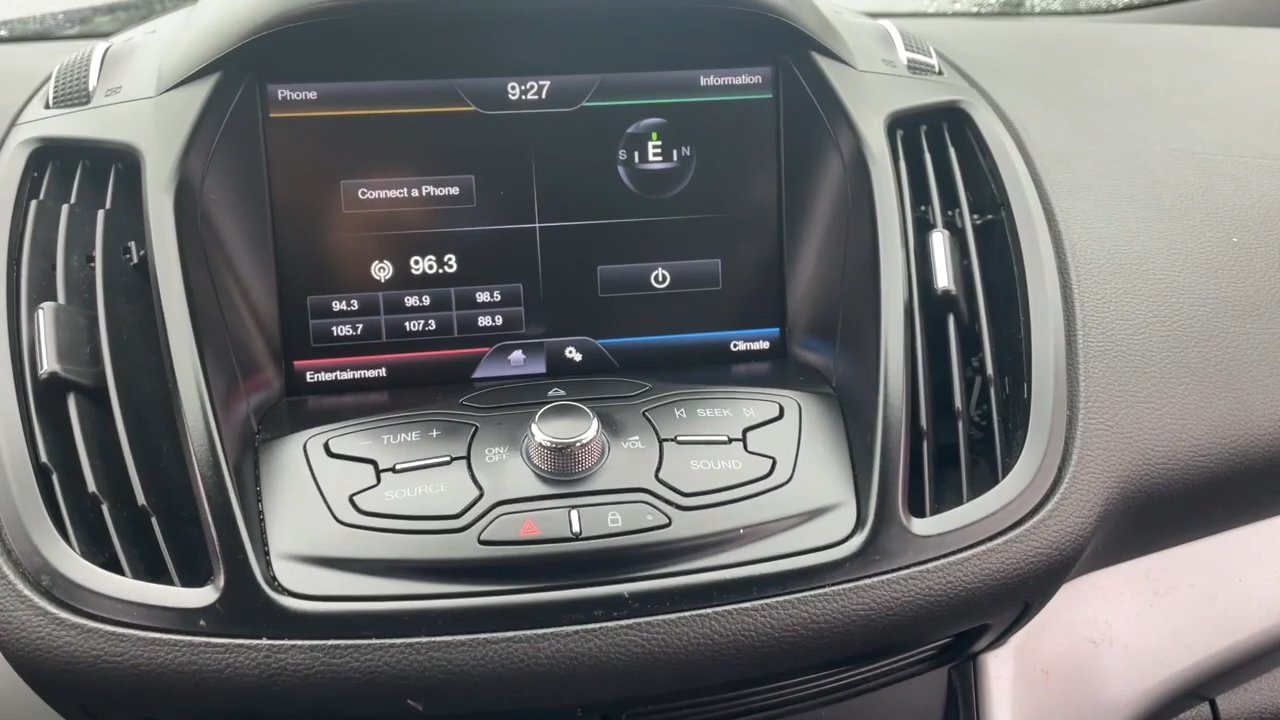 Phone
9:27
Information
S E N
Connect a Phone
96.3
94.3 96.9 98.5
105.7 107.3 88.9
Entertainment
Climate
− TUNE +
SEEK
ON/
OFF
VOL
SOURCE
SOUND